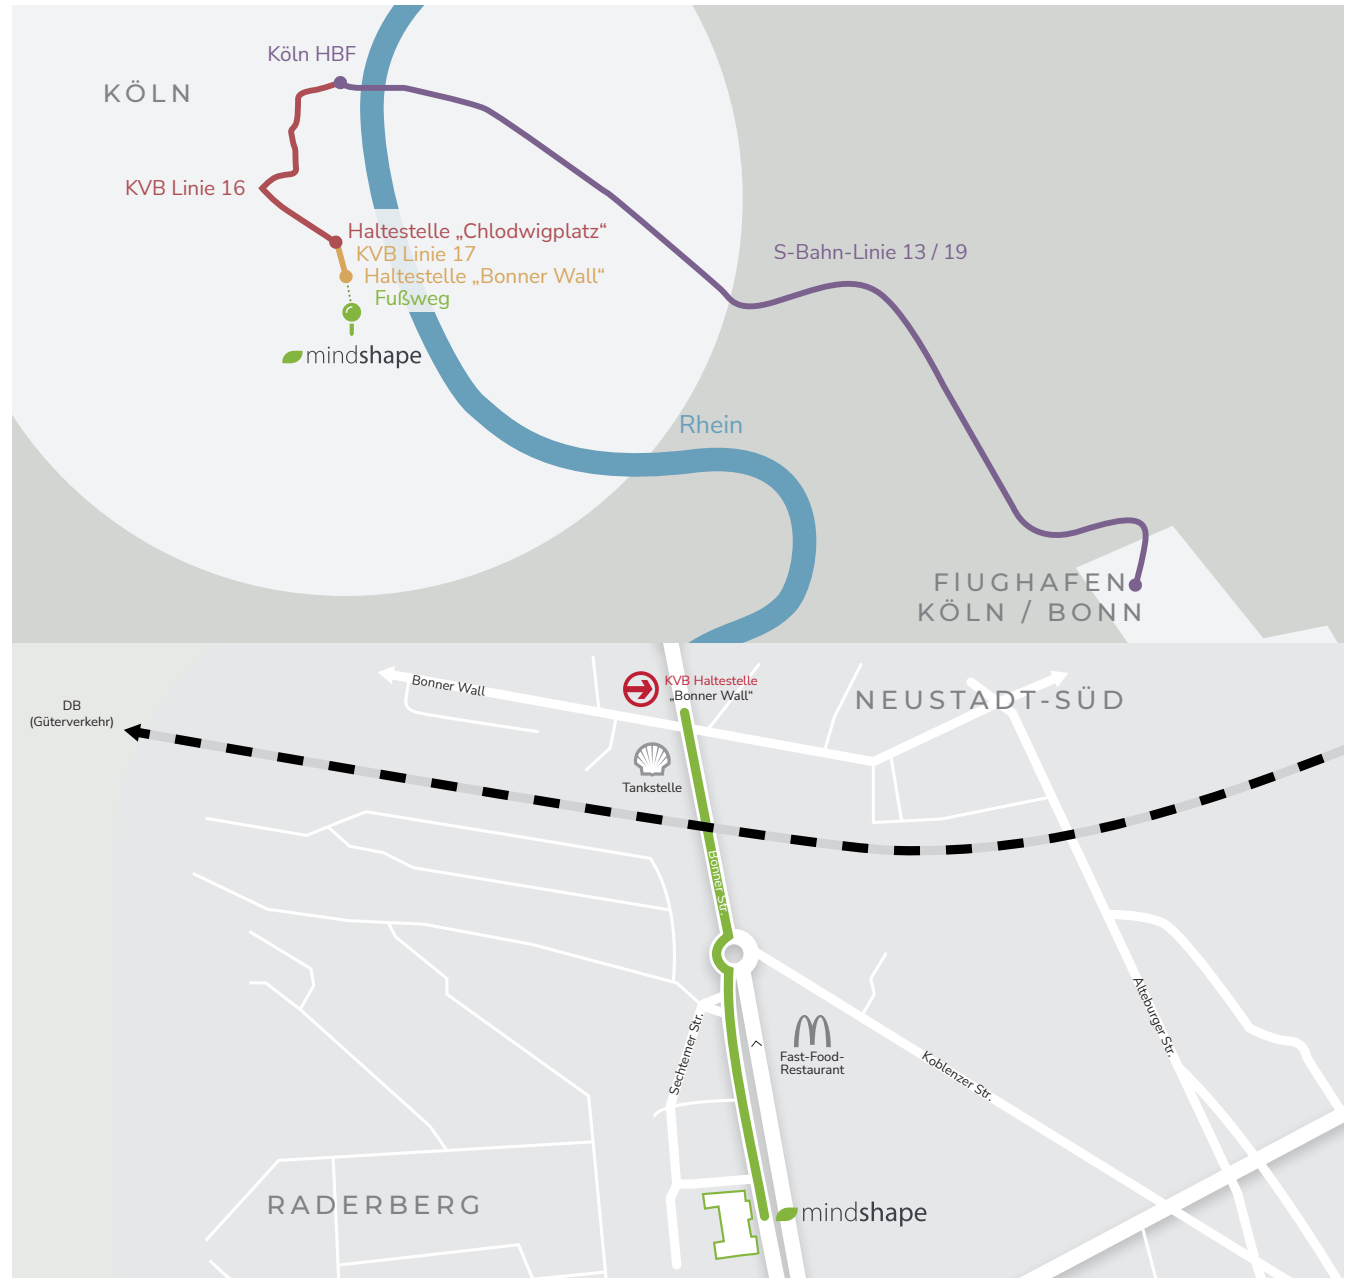 Köln HBF
KÖLN
KVB Linie 16
Haltestelle „Chlodwigplatz“
KVB Linie 17
Haltestelle „Bonner Wall“
Fußweg
mindshape
S-Bahn-Linie 13 / 19
Rhein
FlUGHAFEN
KÖLN / BONN
Bonner Wall
KVB Haltestelle
„Bonner Wall“
NEUSTADT-SÜD
DB
(Güterverkehr)
Tankstelle
Bonner Str.
Sechtemer Str.
Fast-Food-
Restaurant
Koblenzer Str.
Alteburger Str.
RADERBERG
mindshape